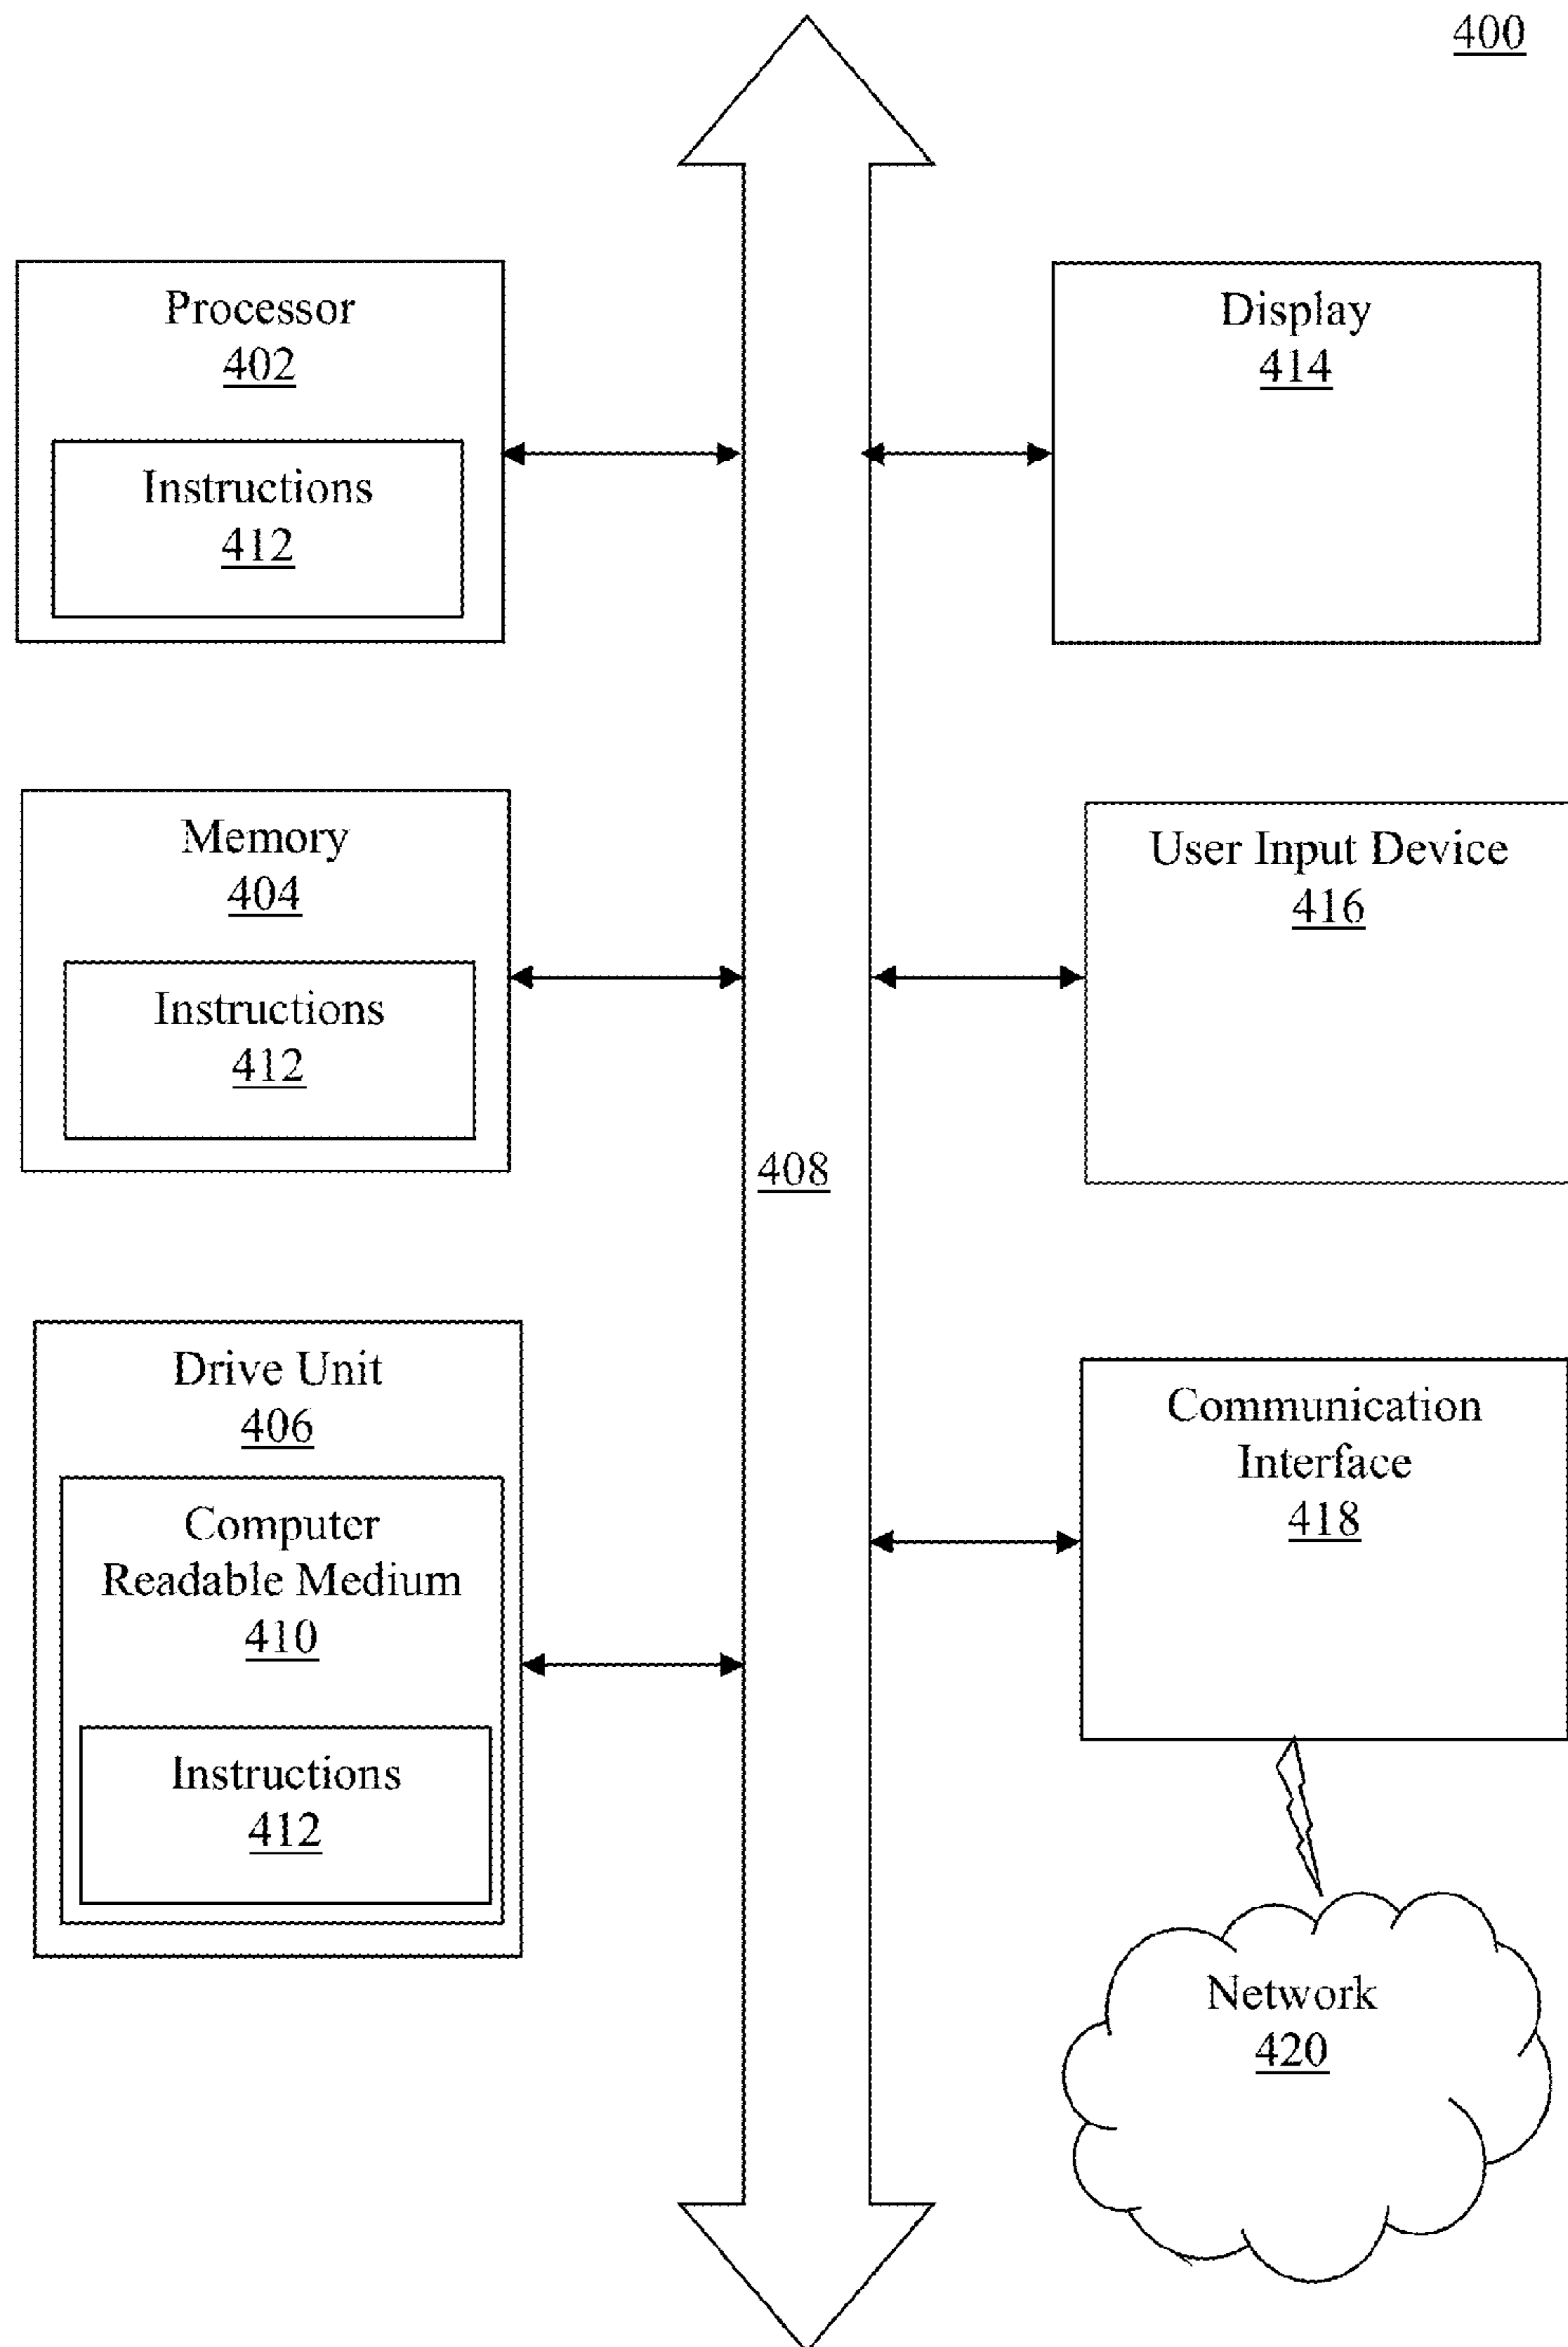 400
Processor
402
Instructions
412
Display
414
Memory
404
Instructions
412
User Input Device
416
408
Drive Unit
406
Computer
Readable Medium
410
Instructions
412
Communication
Interface
418
Network
420